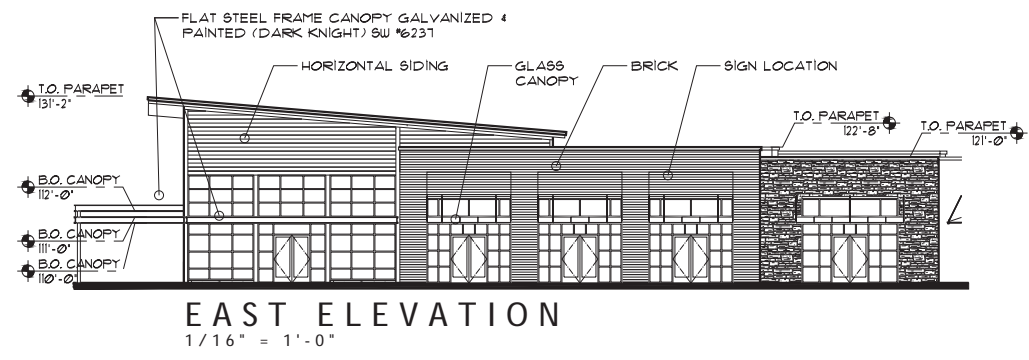 FLAT STEEL FRAME CANOPY GALVANIZED &
PAINTED (DARK KNIGHT) SW #6237
HORIZONTAL SIDING
GLASS
CANOPY
BRICK
SIGN LOCATION
T.O. PARAPET
131'-2"
T.O. PARAPET
122'-8"
T.O. PARAPET
121'-0"
B.O. CANOPY
112'-0"
B.O. CANOPY
111'-0"
B.O. CANOPY
110'-0"
EAST ELEVATION
1/16" = 1'-0"